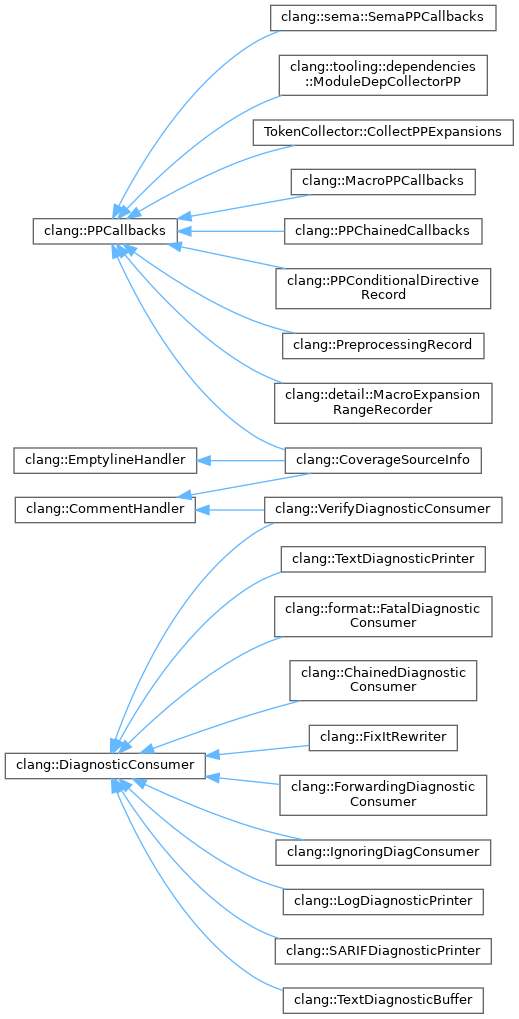 clang::sema::SemaPPCallbacks
clang::tooling::dependencies
::ModuleDepCollectorPP
TokenCollector::CollectPPExpansions
clang::MacroPPCallbacks
clang::PPCallbacks
clang::PPChainedCallbacks
clang::PPConditionalDirective
Record
clang::PreprocessingRecord
clang::detail::MacroExpansion
RangeRecorder
clang::EmptylineHandler
clang::CoverageSourceInfo
clang::CommentHandler
clang::VerifyDiagnosticConsumer
clang::TextDiagnosticPrinter
clang::format::FatalDiagnostic
Consumer
clang::ChainedDiagnostic
Consumer
clang::FixItRewriter
clang::DiagnosticConsumer
clang::ForwardingDiagnostic
Consumer
clang::IgnoringDiagConsumer
clang::LogDiagnosticPrinter
clang::SARIFDiagnosticPrinter
clang::TextDiagnosticBuffer